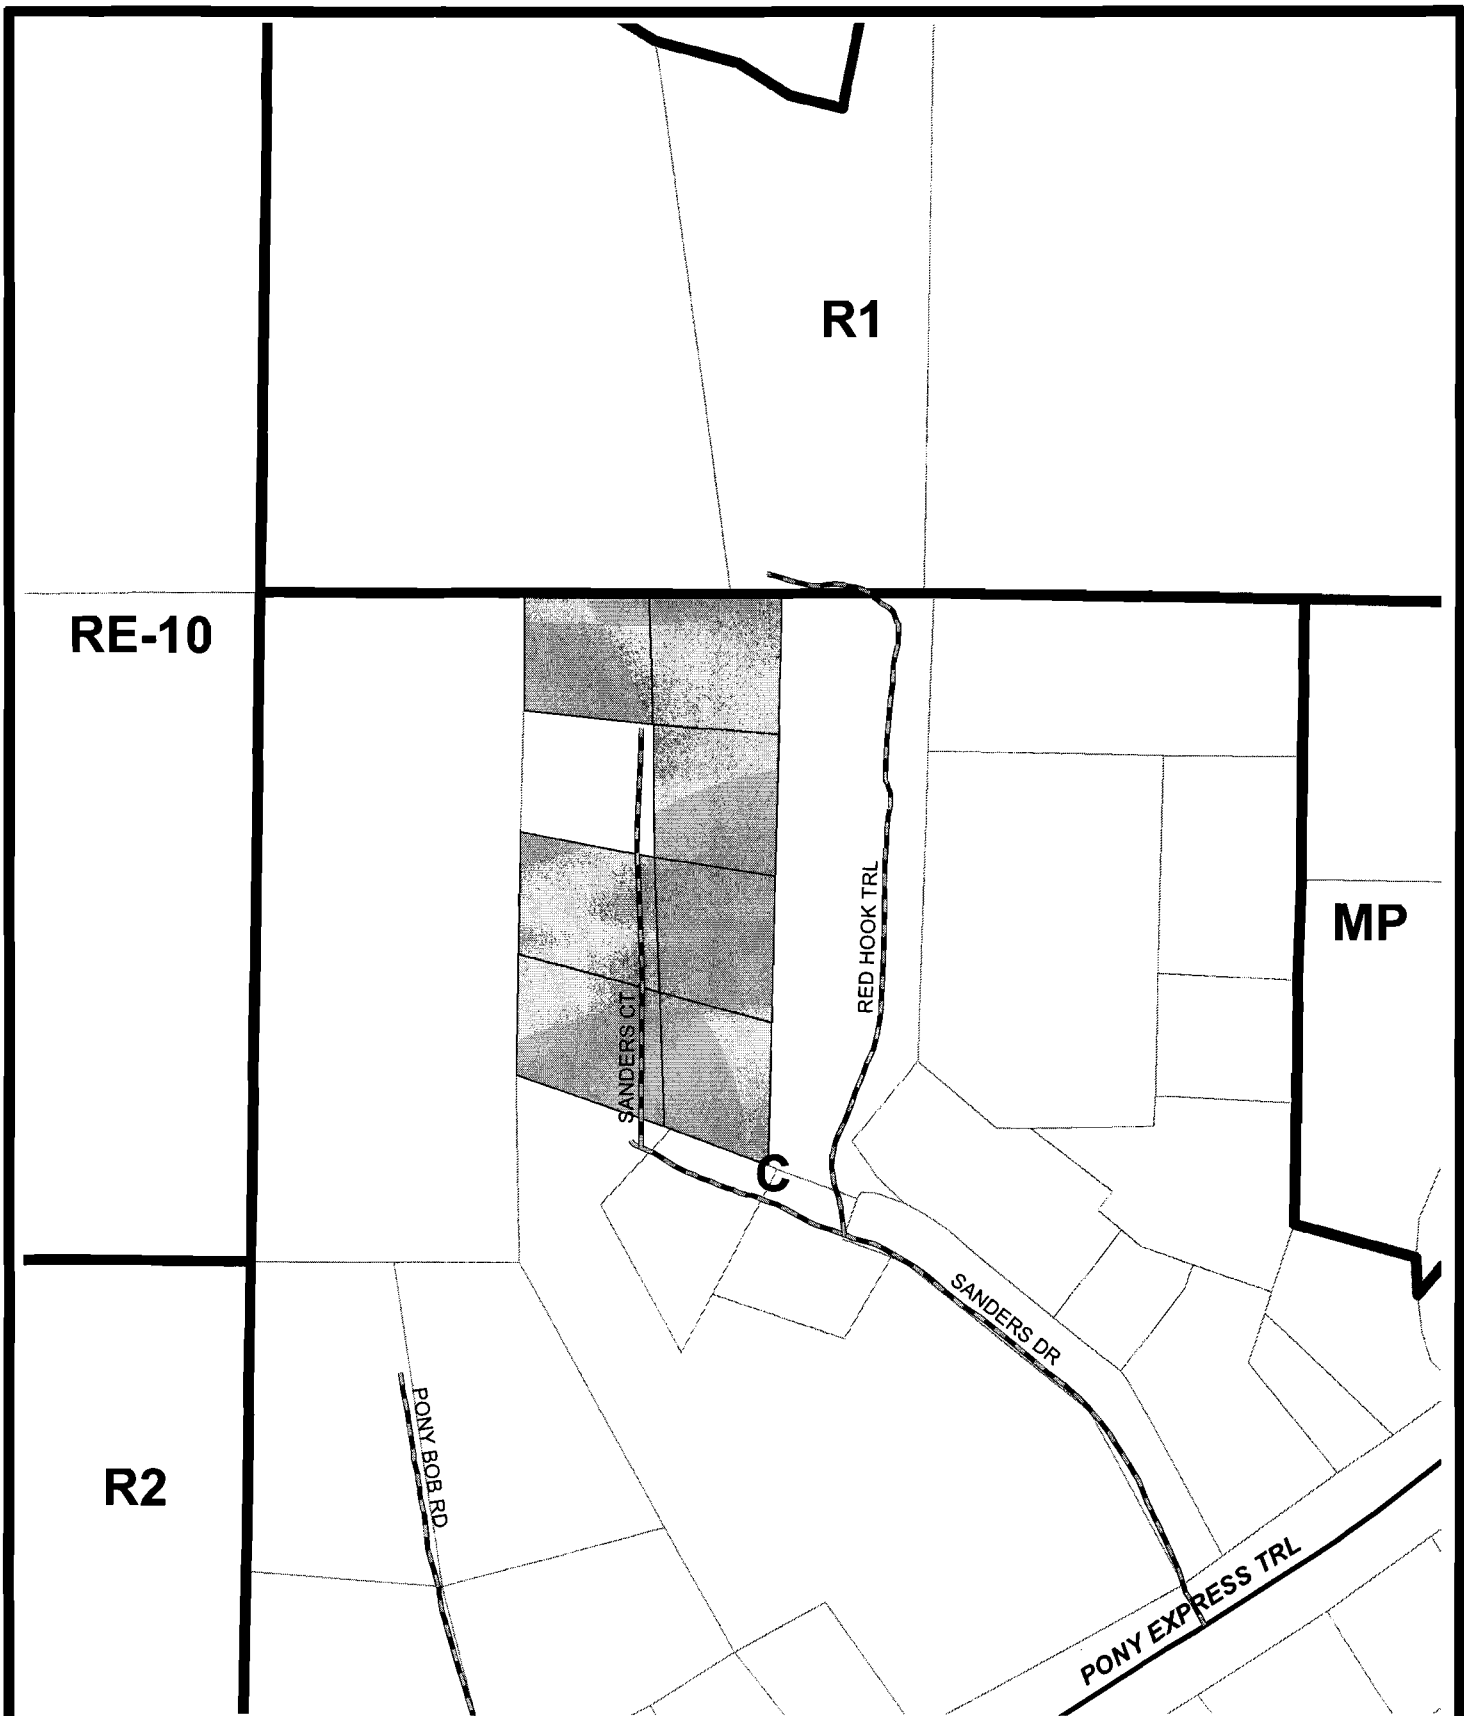 R1
RE-10
RED HOOK TRL
MP
SANDERS CT
C
SANDERS DR
PONY BOB RD
R2
PONY EXPRESS TRL